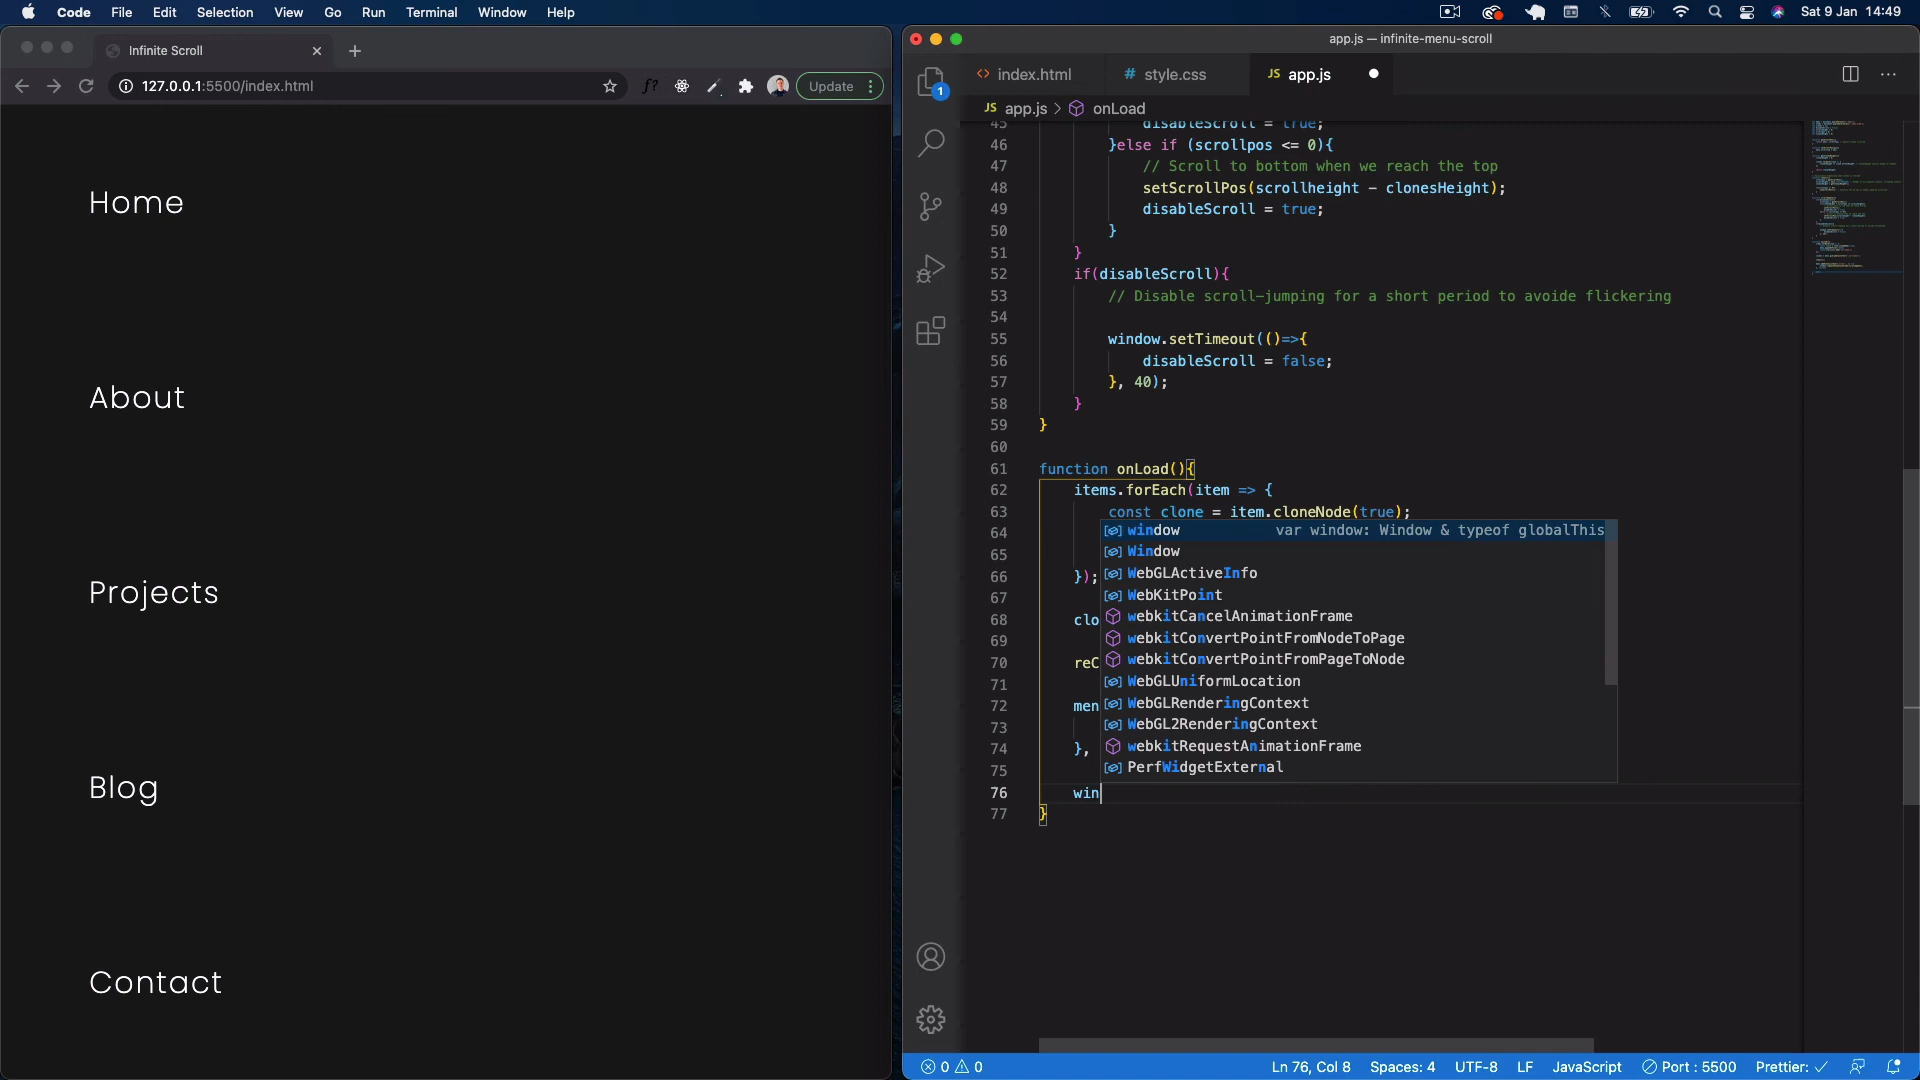 Code File Edit Selection View Go Run Terminal Window Help
Sat 9 Jan 14:49
Infinite Scroll
127.0.0.1:5500/index.html
Update
Home
About
Projects
Blog
Contact
app.js — infinite-menu-scroll
1
index.html
style.css
JS app.js
JS app.js > onLoad
45 disableScroll = true;
46 }else if (scrollpos <= 0){
47 // Scroll to bottom when we reach the top
48 setScrollPos(scrollheight - clonesHeight);
49 disableScroll = true;
50 }
51 }
52 if(disableScroll){
53 // Disable scroll-jumping for a short period to avoide flickering
54
55 window.setTimeout(()=>{
56 disableScroll = false;
57 }, 40);
58 }
59 }
60
61 function onLoad(){
62 items.forEach(item => {
63 const clone = item.cloneNode(true);
64
65
66 });
67
68 clo
69
70 reC
71
72 men
73
74 },
75
76 win
77 }
window var window: Window & typeof globalThis
Window
WebGLActiveInfo
WebKitPoint
webkitCancelAnimationFrame
webkitConvertPointFromNodeToPage
webkitConvertPointFromPageToNode
WebGLUniformLocation
WebGLRenderingContext
WebGL2RenderingContext
webkitRequestAnimationFrame
PerfWidgetExternal
0 0
Ln 76, Col 8 Spaces: 4 UTF-8 LF JavaScript Port : 5500 Prettier: ✓